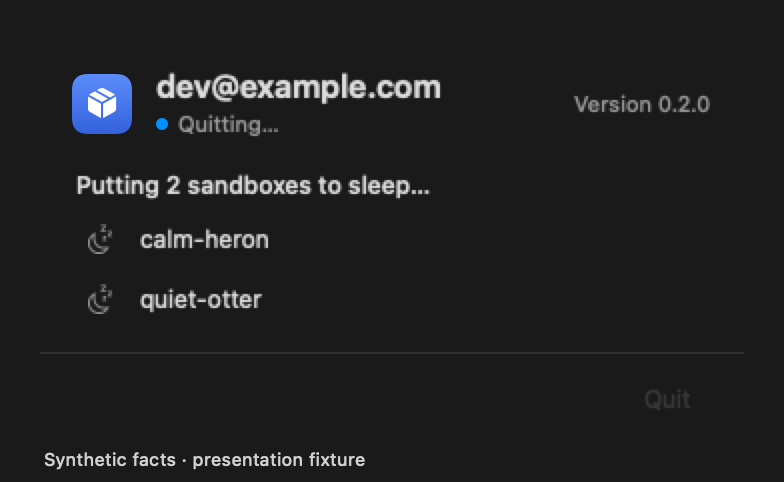 dev@example.com
Quitting...
Version 0.2.0
Putting 2 sandboxes to sleep...
calm-heron
quiet-otter
Quit
Synthetic facts · presentation fixture